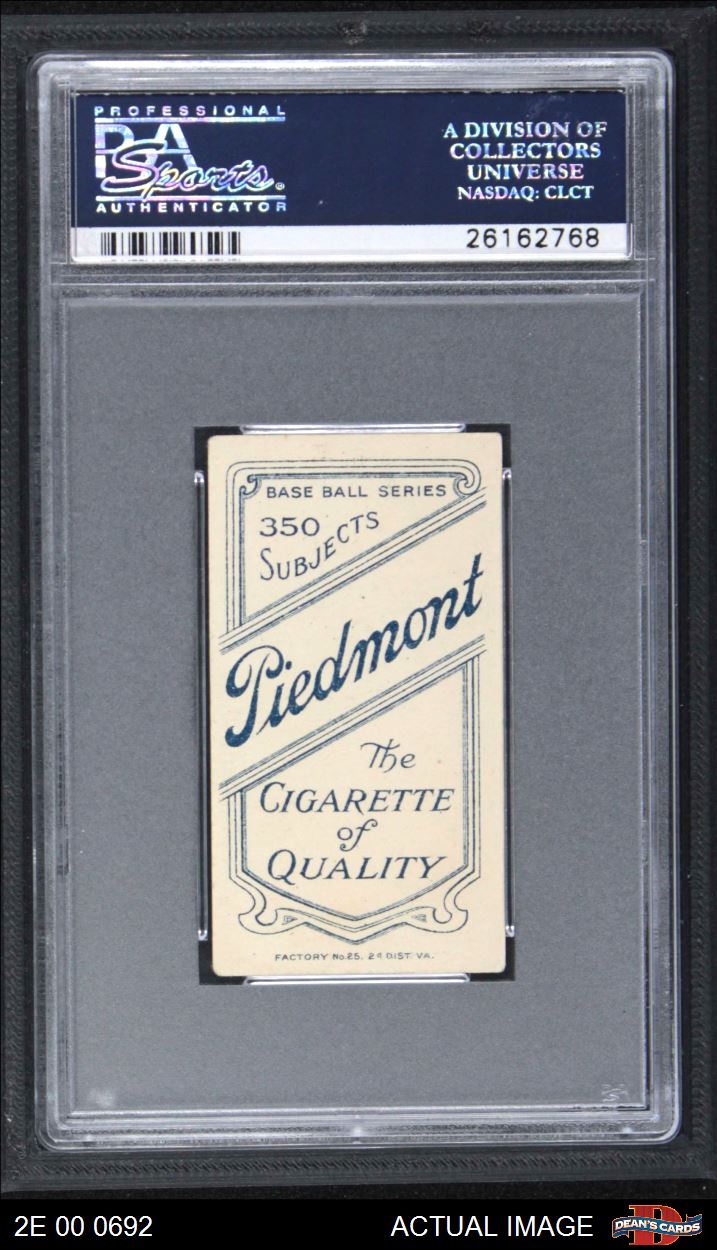 PROFESSIONAL
PSA
Sports®
AUTHENTICATOR
A DIVISION OF
COLLECTORS
UNIVERSE
NASDAQ: CLCT
26162768
BASE BALL SERIES
350
SUBJECTS
Piedmont
The
CIGARETTE
of
QUALITY
FACTORY No.25. 2d DIST. VA.
2E 00 0692
ACTUAL IMAGE
DEAN'S CARDS